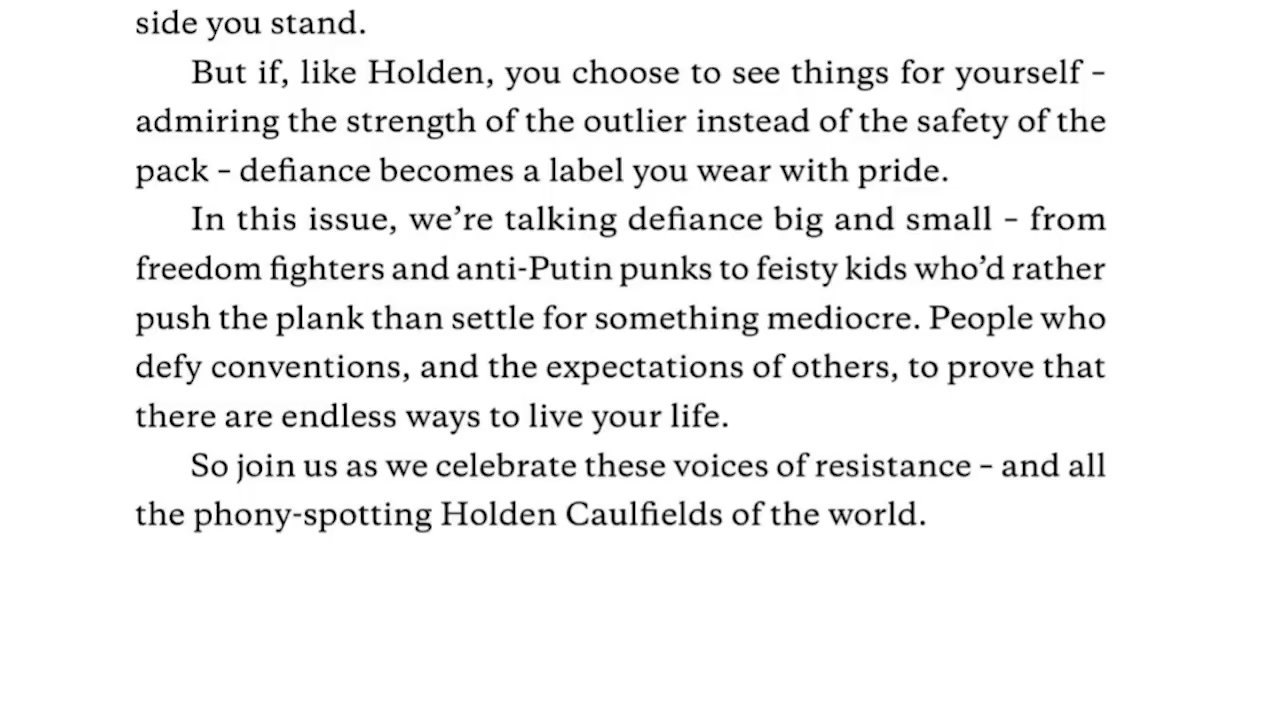 side you stand.
But if, like Holden, you choose to see things for yourself –
admiring the strength of the outlier instead of the safety of the
pack – defiance becomes a label you wear with pride.
In this issue, we’re talking defiance big and small – from
freedom fighters and anti-Putin punks to feisty kids who’d rather
push the plank than settle for something mediocre. People who
defy conventions, and the expectations of others, to prove that
there are endless ways to live your life.
So join us as we celebrate these voices of resistance – and all
the phony-spotting Holden Caulfields of the world.